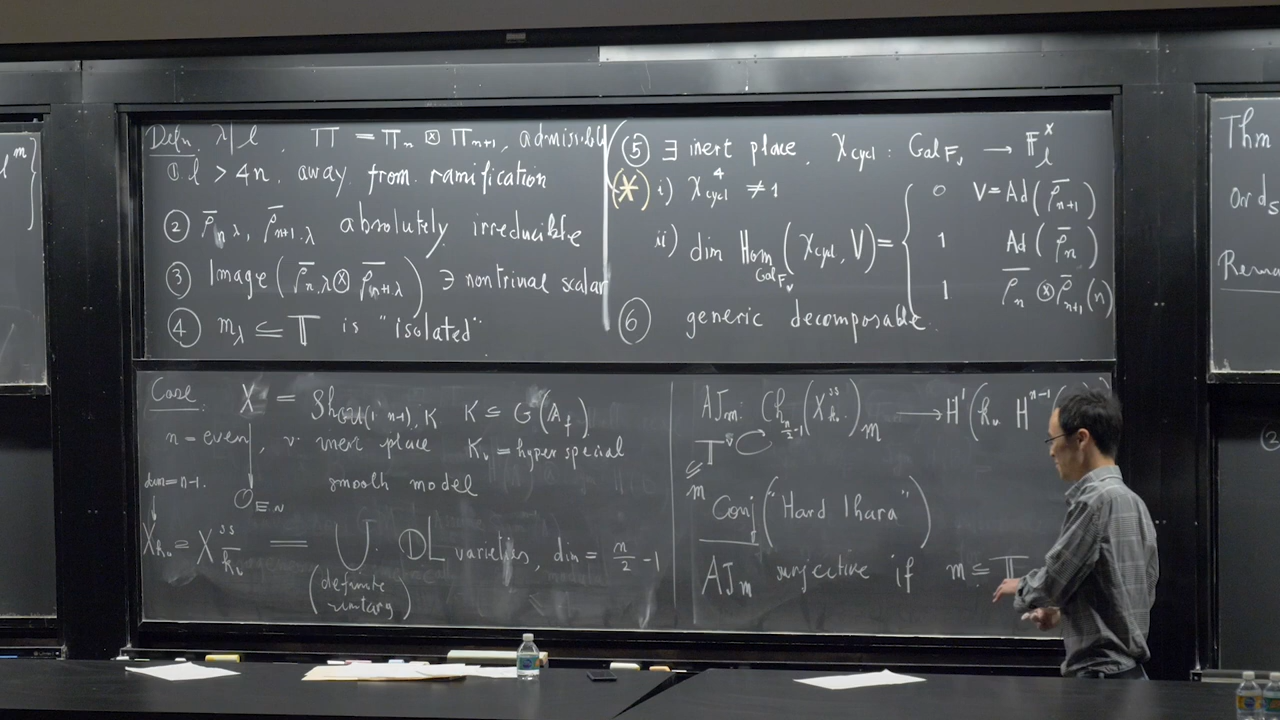 l^m}
Defn. λ|l, Π = Π_n ⊠ Π_{n+1}, admissibly
①. l > 4n, away from ramification
② ρ̄_{n,λ}, ρ̄_{n+1,λ} absolutely irreducible
③ Image (ρ̄_{n,λ} ⊗ ρ̄_{n+1,λ}) ∋ nontrivial scalar
④ m_λ ⊆ 𝕋 is "isolated"
⑤ ∃ inert place, χ_cycl : Gal_{F_v} → 𝔽_l^×
(*) i) χ_cycl^4 ≠ 1
ii) dim Hom_{Gal_{F_v}} (χ_cycl, V) = { 0 V = Ad(ρ̄_{n+1})
1 Ad(ρ̄_n)
1 ρ̄_n ⊗ ρ̄_{n+1}(n)
⑥ generic decomposable.
Case: X = Sh_{GU(1,n-1),K} K ⊆ G(𝔸_f)
n = even, v: inert place K_v = hyperspecial
dim = n-1. smooth model
X_{k_v} ⊇ X^{ss}_{k_v} = ⋃ DL varieties, dim = n/2 - 1
(definite unitary)
AJ_m: Ch_{n/2-1}(X^{ss}_{k_v})_m → H^1(k_v, H^{n-1}(
m ⊆ 𝕋^v
Conj ("Hard Ihara")
AJ_m surjective if m ⊆ 𝕋
Thm
ord_s
Rema